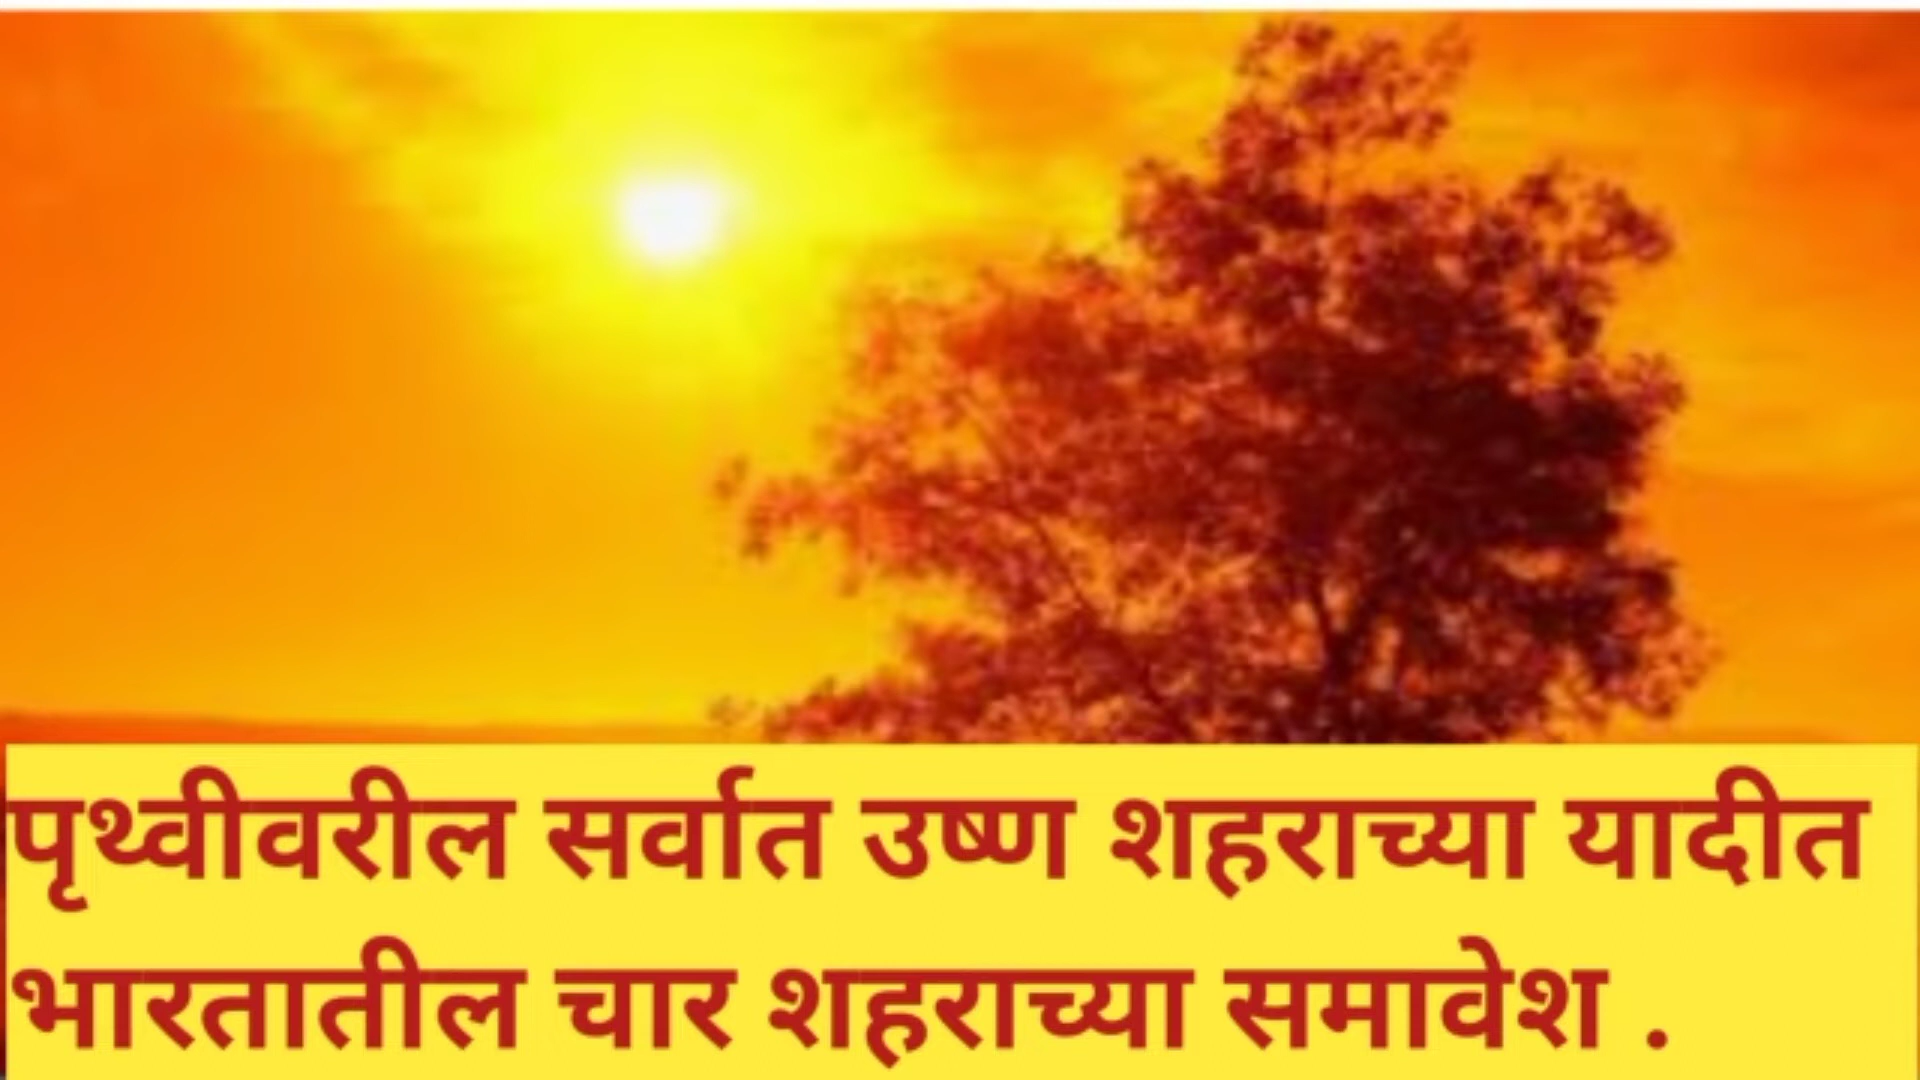 पृथ्वीवरील सर्वात उष्ण शहराच्या यादीत
भारतातील चार शहराच्या समावेश .